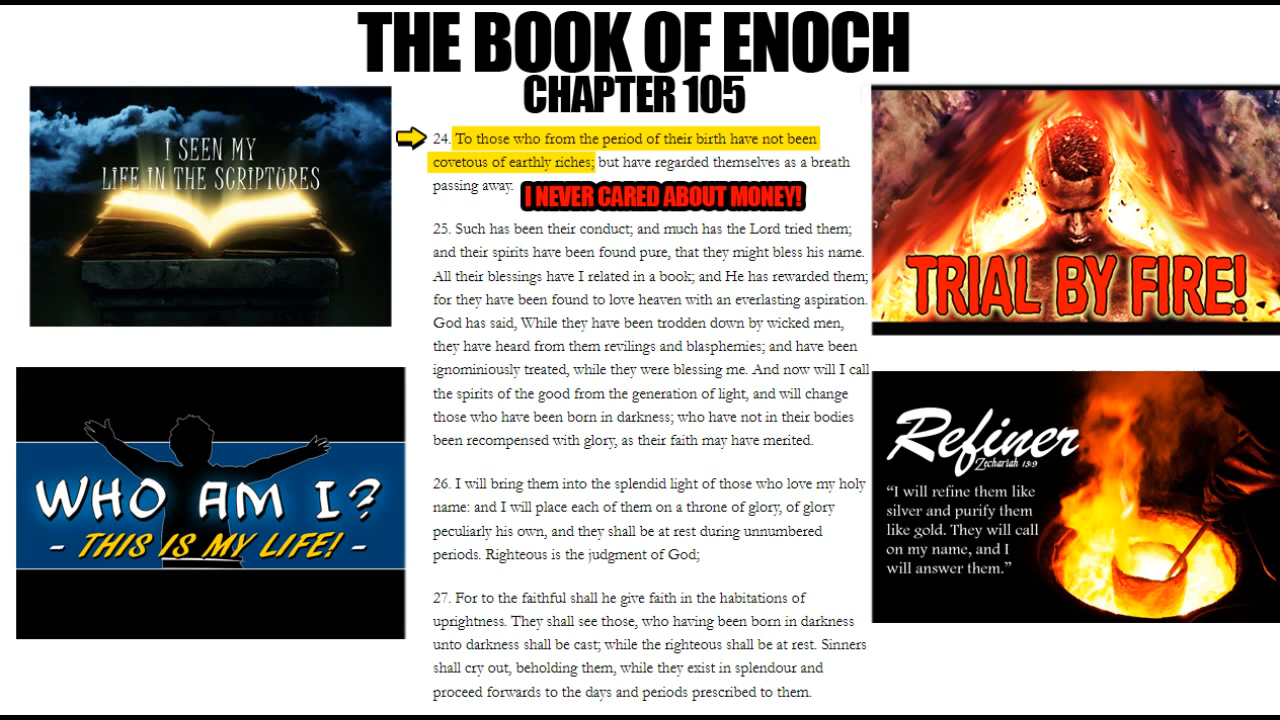 THE BOOK OF ENOCH
CHAPTER 105
I SEEN MY
LIFE IN THE SCRIPTORES
24. To those who from the period of their birth have not been
covetous of earthly riches; but have regarded themselves as a breath
passing away.
I NEVER CARED ABOUT MONEY!
25. Such has been their conduct; and much has the Lord tried them;
and their spirits have been found pure, that they might bless his name.
All their blessings have I related in a book; and He has rewarded them;
for they have been found to love heaven with an everlasting aspiration.
God has said, While they have been trodden down by wicked men,
they have heard from them revilings and blasphemies; and have been
ignominiously treated, while they were blessing me. And now will I call
the spirits of the good from the generation of light, and will change
those who have been born in darkness; who have not in their bodies
been recompensed with glory, as their faith may have merited.
26. I will bring them into the splendid light of those who love my holy
name: and I will place each of them on a throne of glory, of glory
peculiarly his own, and they shall be at rest during unnumbered
periods. Righteous is the judgment of God;
27. For to the faithful shall he give faith in the habitations of
uprightness. They shall see those, who having been born in darkness
unto darkness shall be cast; while the righteous shall be at rest. Sinners
shall cry out, beholding them, while they exist in splendour and
proceed forwards to the days and periods prescribed to them.
WHO AM I?
- THIS IS MY LIFE! -
TRIAL BY FIRE!
Refiner
Zechariah 13:9
“I will refine them like
silver and purify them
like gold. They will call
on my name, and I
will answer them.”